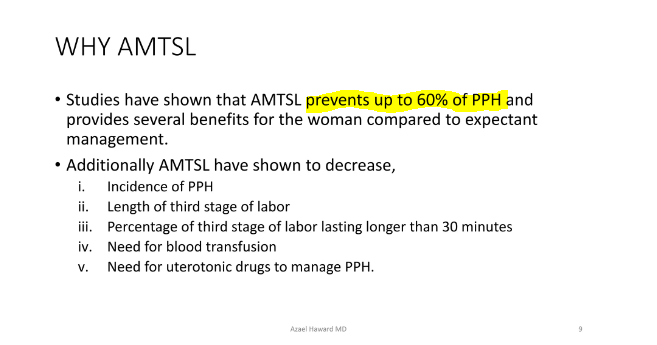 WHY AMTSL
• Studies have shown that AMTSL prevents up to 60% of PPH and
provides several benefits for the woman compared to expectant
management.
• Additionally AMTSL have shown to decrease,
i. Incidence of PPH
ii. Length of third stage of labor
iii. Percentage of third stage of labor lasting longer than 30 minutes
iv. Need for blood transfusion
v. Need for uterotonic drugs to manage PPH.
Azael Haward MD
9